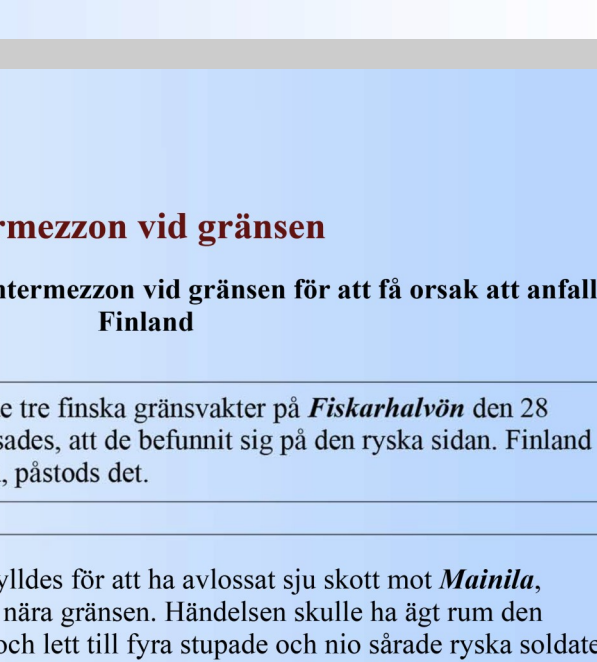 rmezzon vid gränsen
ntermezzon vid gränsen för att få orsak att anfall
Finland
e tre finska gränsvakter på Fiskarhalvön den 28
sades, att de befunnit sig på den ryska sidan. Finland
, påstods det.
ylldes för att ha avlossat sju skott mot Mainila,
nära gränsen. Händelsen skulle ha ägt rum den
och lett till fyra stupade och nio sårade ryska soldate